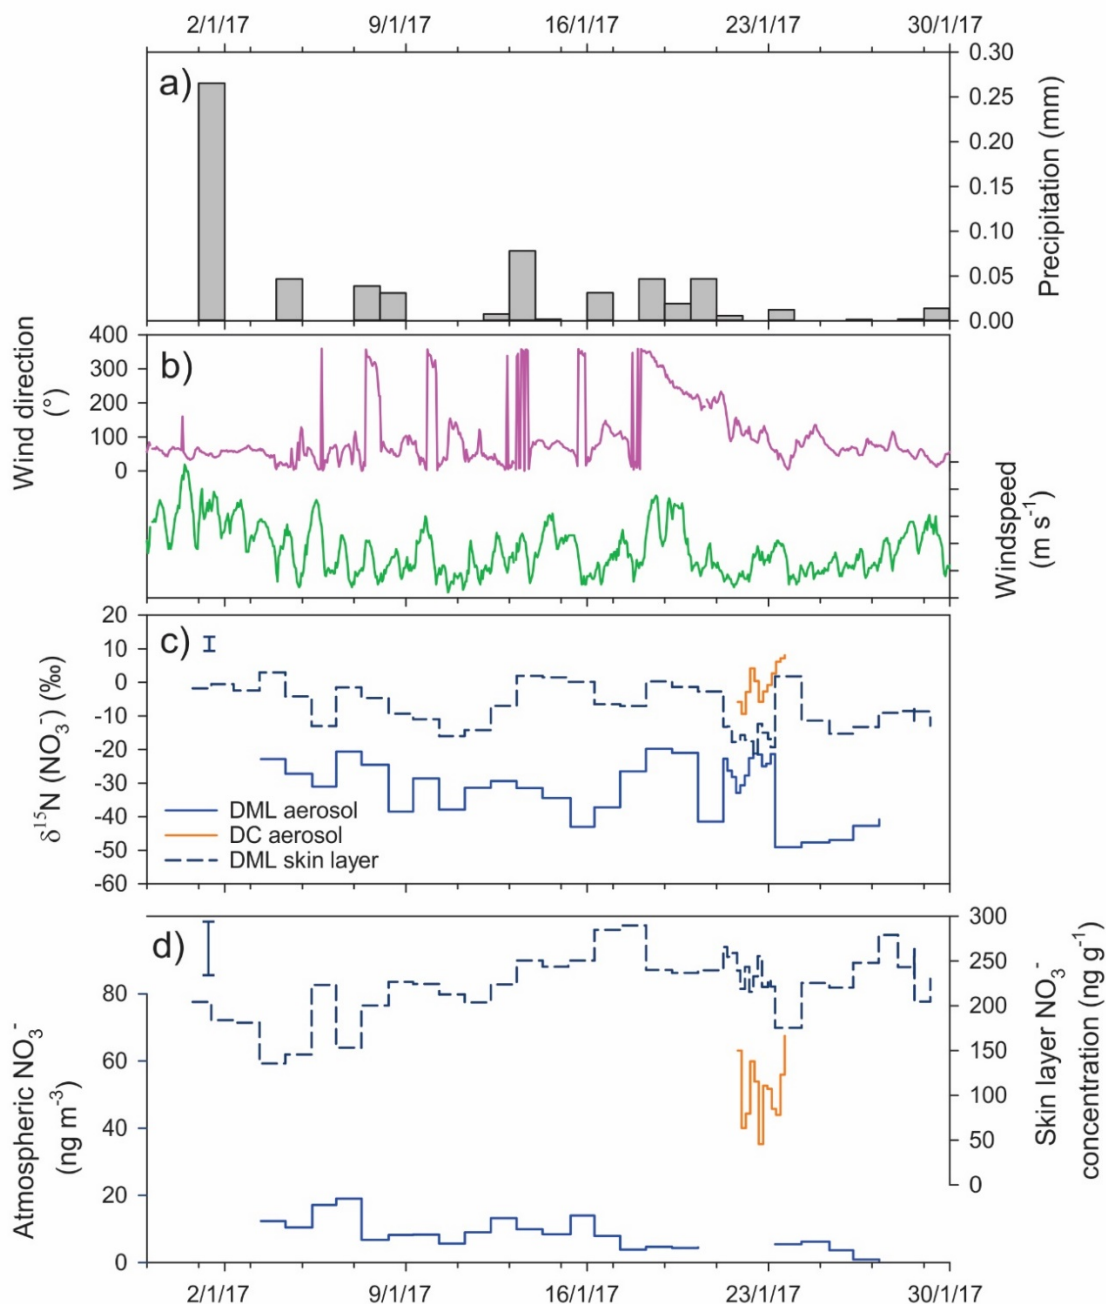 2/1/17 9/1/17 16/1/17 23/1/17 30/1/17
a)
0.30
0.25
0.20
0.15
0.10
0.05
0.00
Precipitation (mm)
b)
400
300
200
100
0
Wind direction
(°)
Windspeed
(m s⁻¹)
c)
20
10
0
-10
-20
-30
-40
-50
-60
δ¹⁵N (NO₃⁻) (‰)
DML aerosol
DC aerosol
DML skin layer
d)
80
60
40
20
0
Atmospheric NO₃⁻
(ng m⁻³)
300
250
200
150
100
50
0
Skin layer NO₃⁻
concentration (ng g⁻¹)
2/1/17 9/1/17 16/1/17 23/1/17 30/1/17